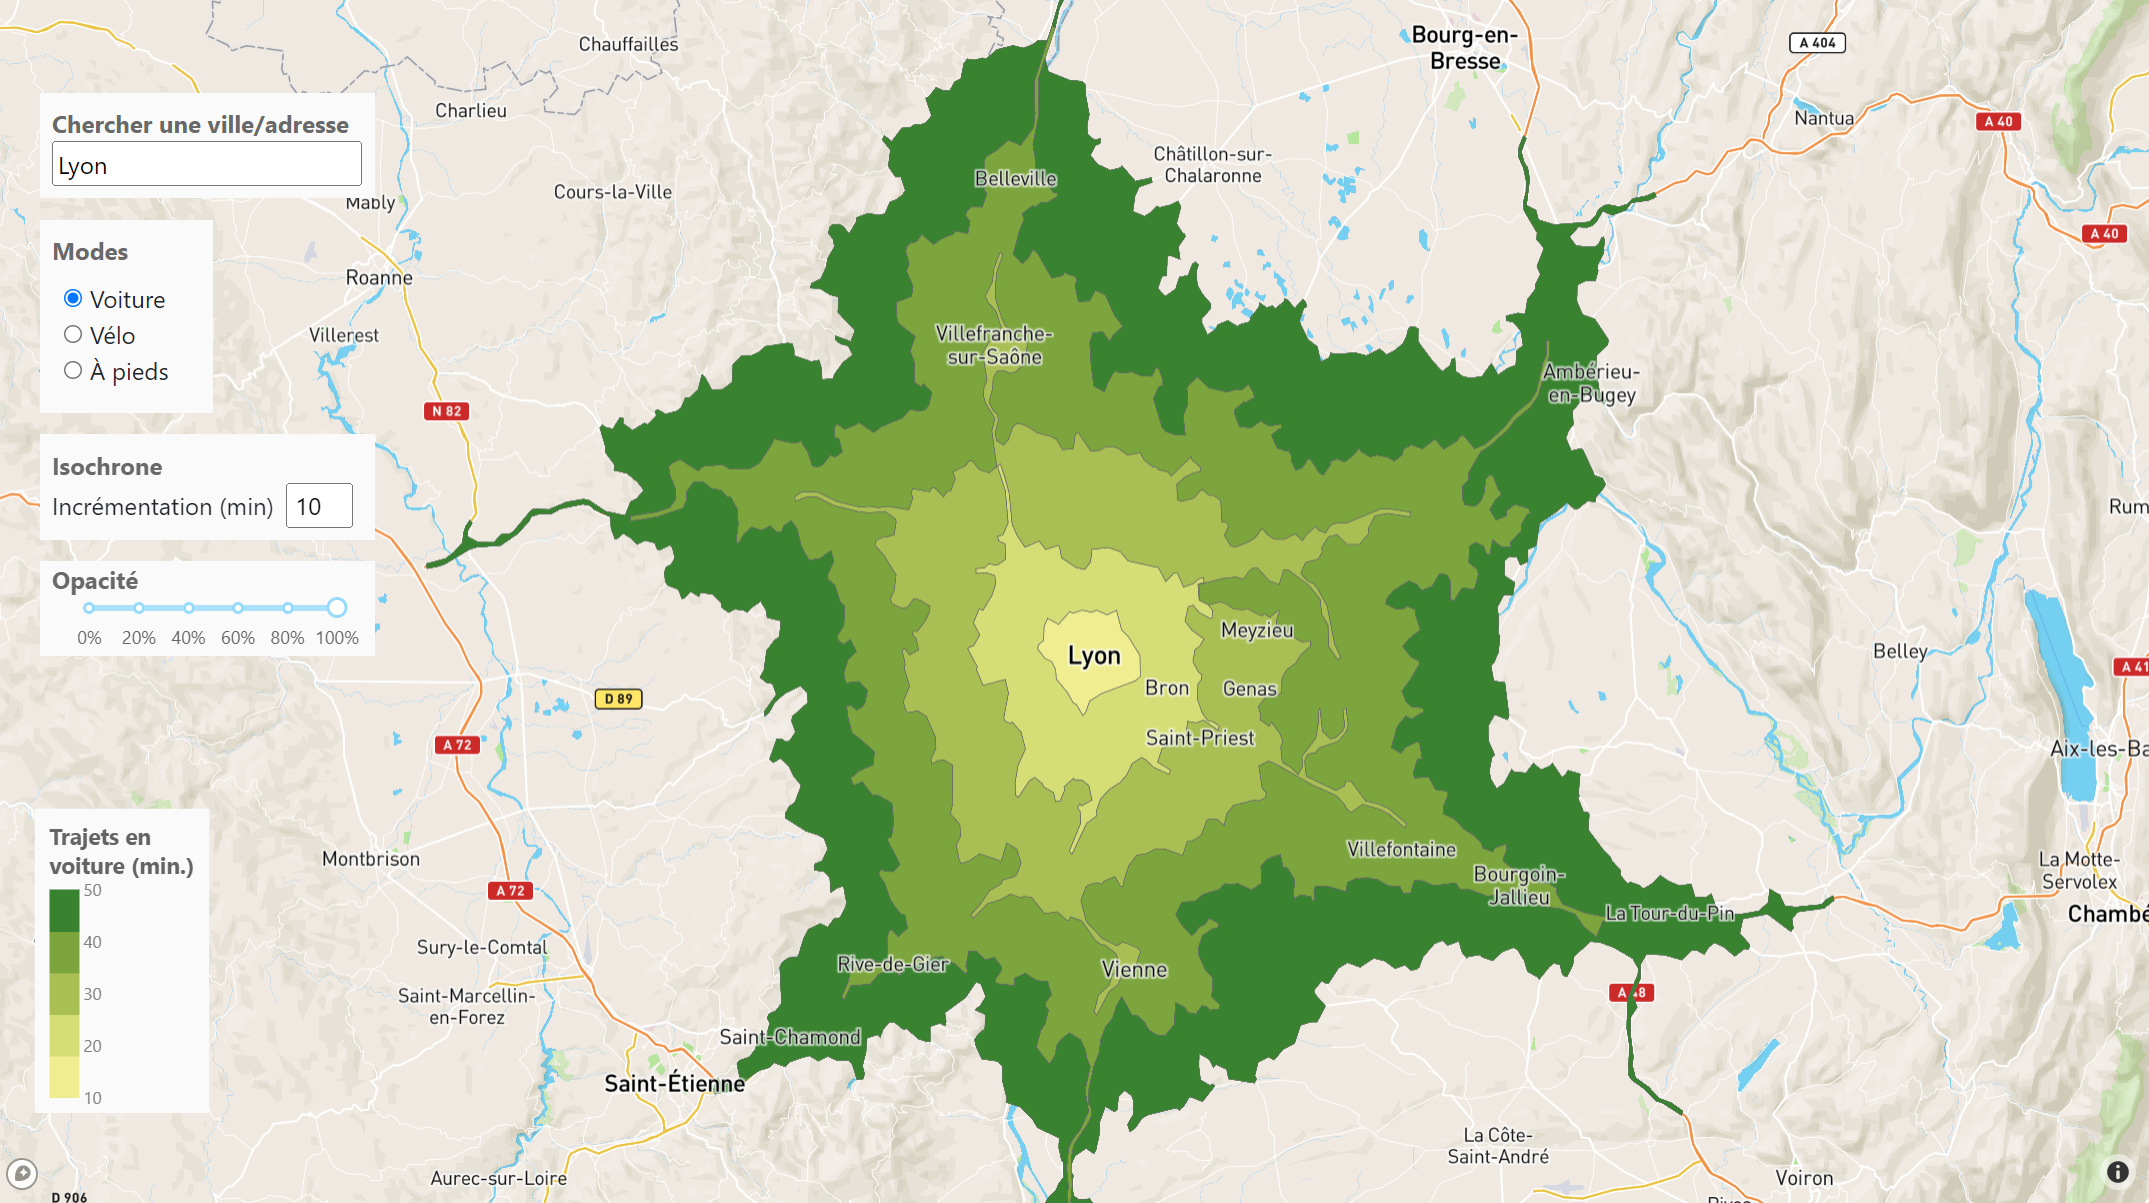 Chercher une ville/adresse
Lyon
Modes
Voiture
Vélo
À pieds
Isochrone
Incrémentation (min) 10
Opacité
0% 20% 40% 60% 80% 100%
Trajets en
voiture (min.)
50
40
30
20
10
Chauffailles
Charlieu
Cours-la-Ville
Mably
Roanne
Villerest
N 82
D 89
A 72
Montbrison
A 72
Sury-le-Comtal
Saint-Marcellin-
en-Forez
Saint-Chamond
Saint-Étienne
Aurec-sur-Loire
D 906
Bourg-en-
Bresse
A 404
Nantua
A 40
A 40
Châtillon-sur-
Chalaronne
Belleville
Villefranche-
sur-Saône
Ambérieu-
en-Bugey
Rum
Meyzieu
Lyon
Bron
Genas
Saint-Priest
Belley
A 41
Aix-les-Ba
Villefontaine
Bourgoin-
Jallieu
La Tour-du-Pin
La Motte-
Servolex
Chambé
Rive-de-Gier
Vienne
A 48
La Côte-
Saint-André
Voiron